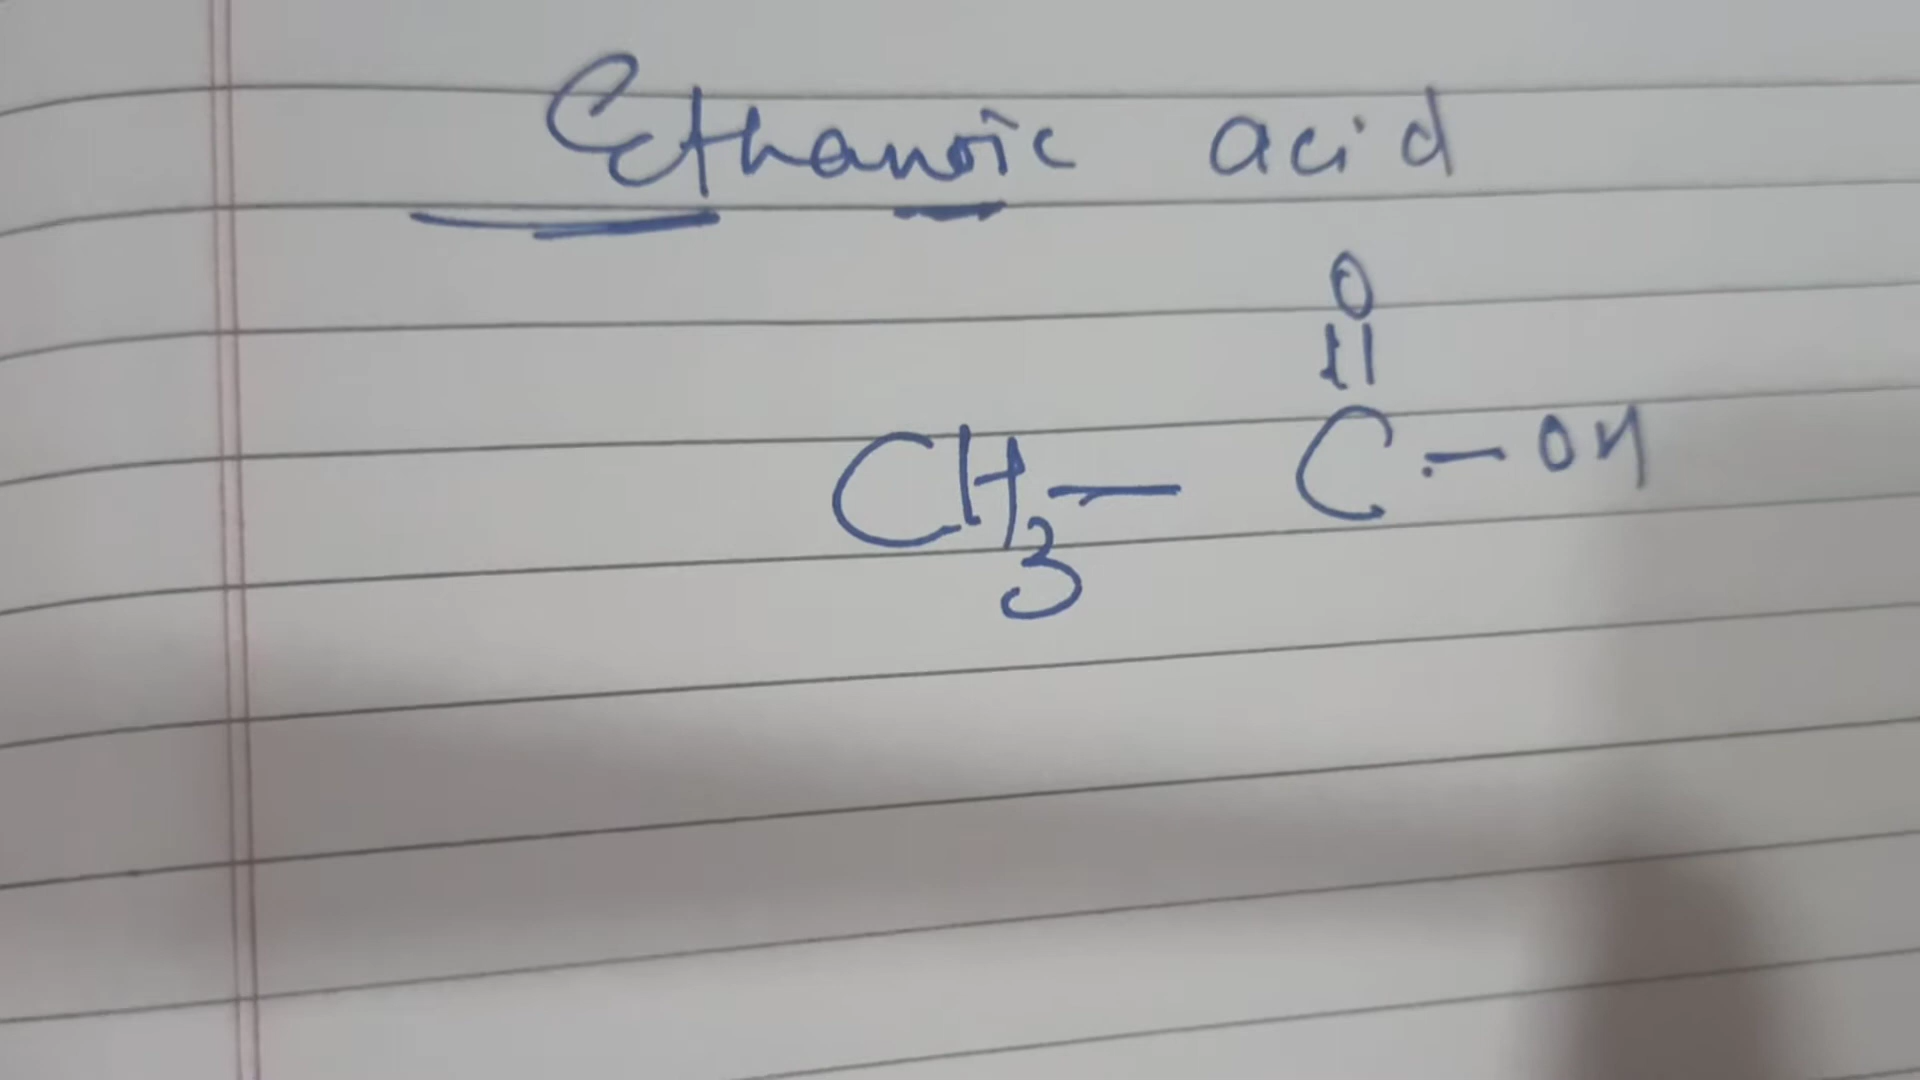 Ethanoic acid
O
||
CH3 — C — OH